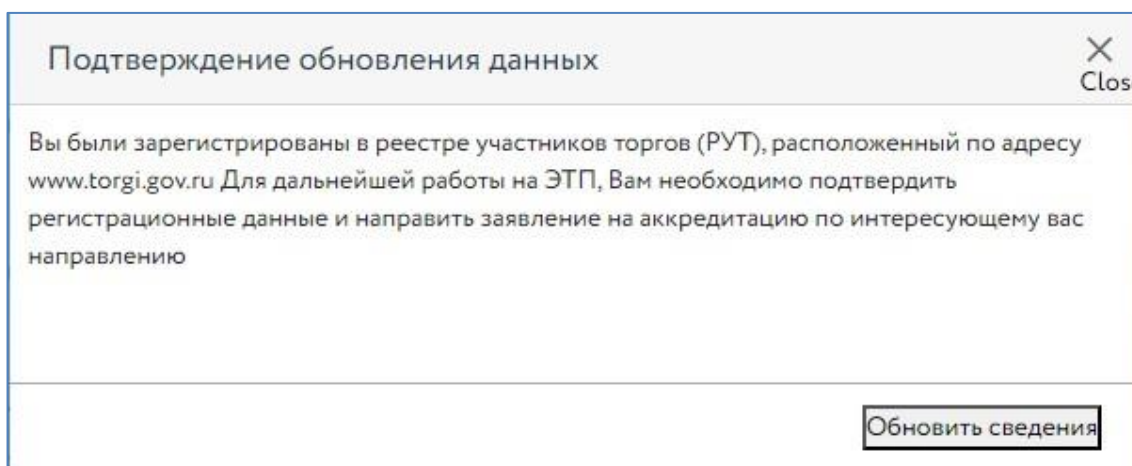 Подтверждение обновления данных
Clos
Вы были зарегистрированы в реестре участников торгов (РУТ), расположенный по адресу
www.torgi.gov.ru Для дальнейшей работы на ЭТП, Вам необходимо подтвердить
регистрационные данные и направить заявление на аккредитацию по интересующему вас
направлению
Обновить сведения